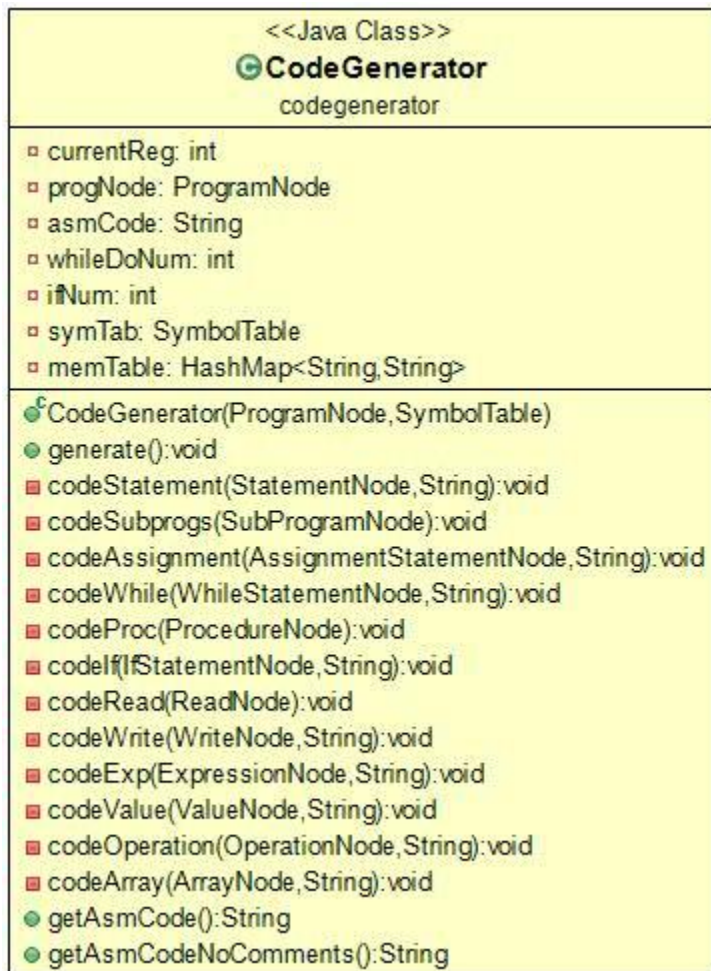 <<Java Class>>
CodeGenerator
codegenerator
currentReg: int
progNode: ProgramNode
asmCode: String
whileDoNum: int
ifNum: int
symTab: SymbolTable
memTable: HashMap<String,String>
CodeGenerator(ProgramNode,SymbolTable)
generate():void
codeStatement(StatementNode,String):void
codeSubprogs(SubProgramNode):void
codeAssignment(AssignmentStatementNode,String):void
codeWhile(WhileStatementNode,String):void
codeProc(ProcedureNode):void
codeIf(IfStatementNode,String):void
codeRead(ReadNode):void
codeWrite(WriteNode,String):void
codeExp(ExpressionNode,String):void
codeValue(ValueNode,String):void
codeOperation(OperationNode,String):void
codeArray(ArrayNode,String):void
getAsmCode():String
getAsmCodeNoComments():String